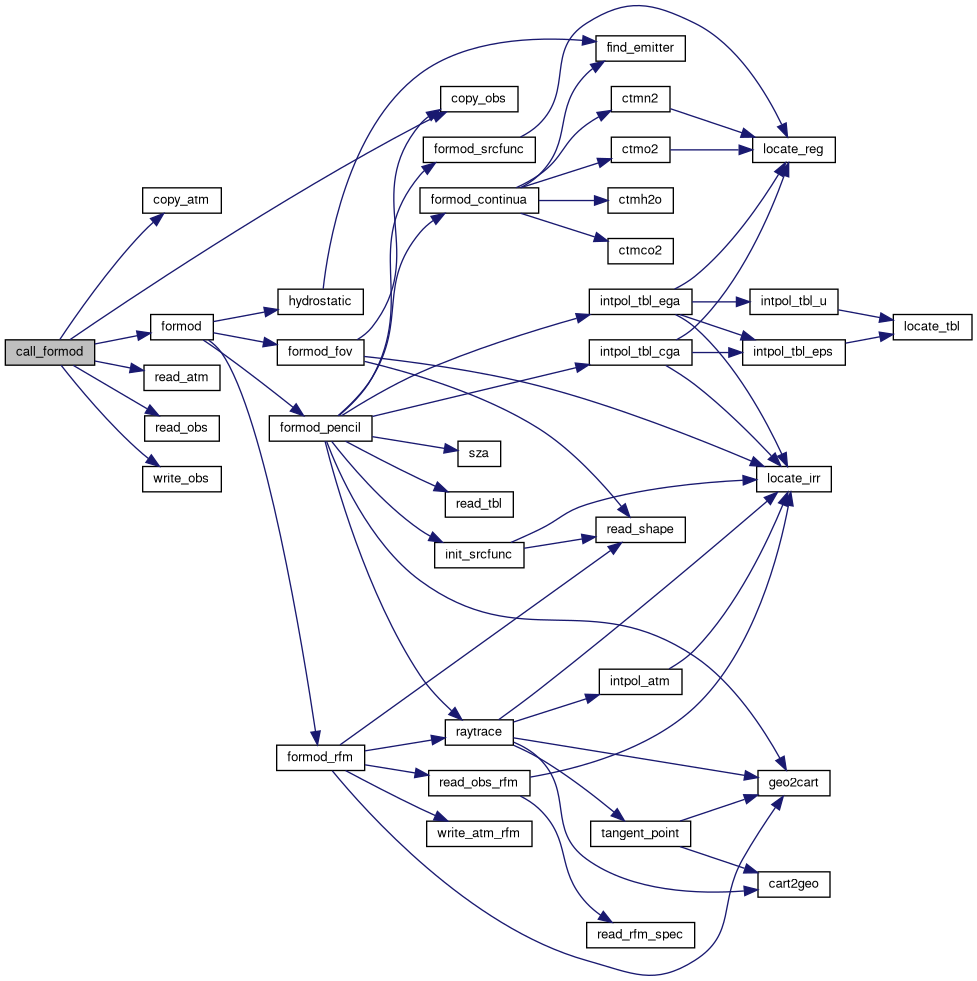 find_emitter
copy_obs
ctmn2
formod_srcfunc
ctmo2
locate_reg
copy_atm
formod_continua
ctmh2o
ctmco2
hydrostatic
intpol_tbl_ega
intpol_tbl_u
formod
locate_tbl
call_formod
formod_fov
intpol_tbl_cga
intpol_tbl_eps
read_atm
read_obs
formod_pencil
sza
write_obs
locate_irr
read_tbl
read_shape
init_srcfunc
intpol_atm
raytrace
formod_rfm
read_obs_rfm
geo2cart
write_atm_rfm
tangent_point
cart2geo
read_rfm_spec